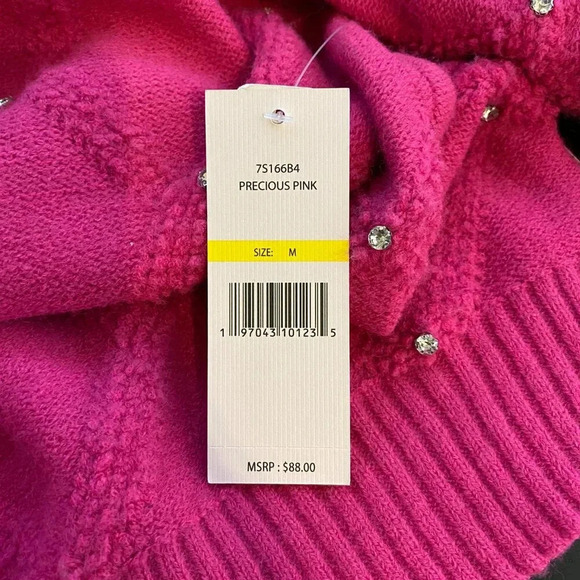 7S166B4
PRECIOUS PINK
SIZE: M
1 97043 10123 5
MSRP : $88.00